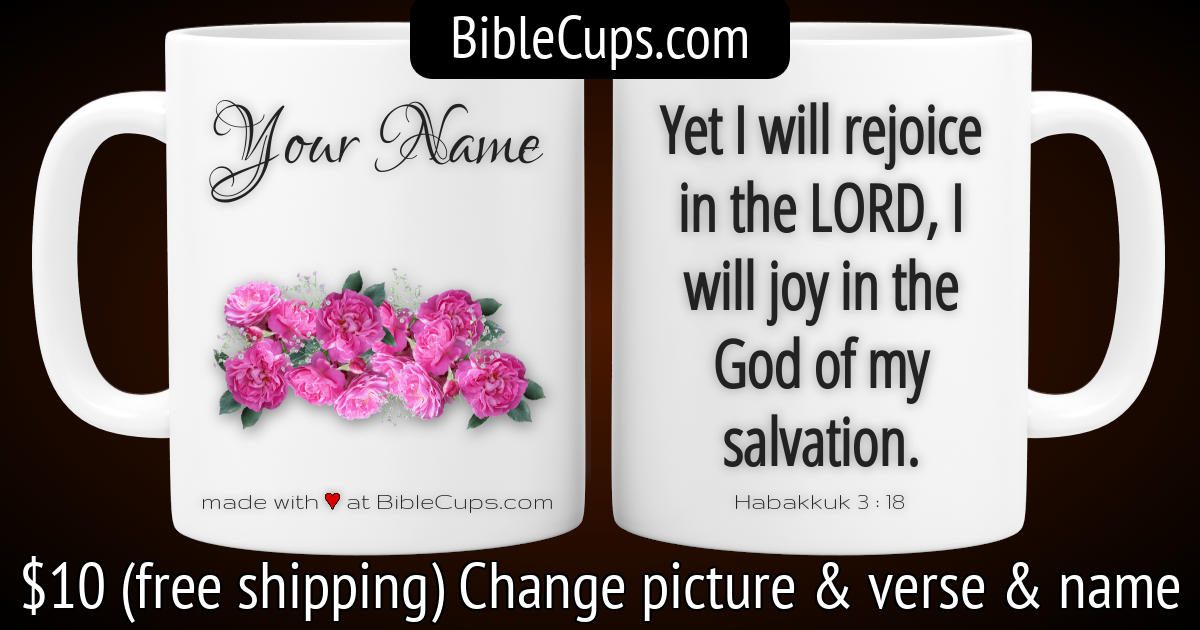 BibleCups.com
Your Name
made with ♥ at BibleCups.com
Yet I will rejoice
in the LORD, I
will joy in the
God of my
salvation.
Habakkuk 3 : 18
$10 (free shipping) Change picture & verse & name